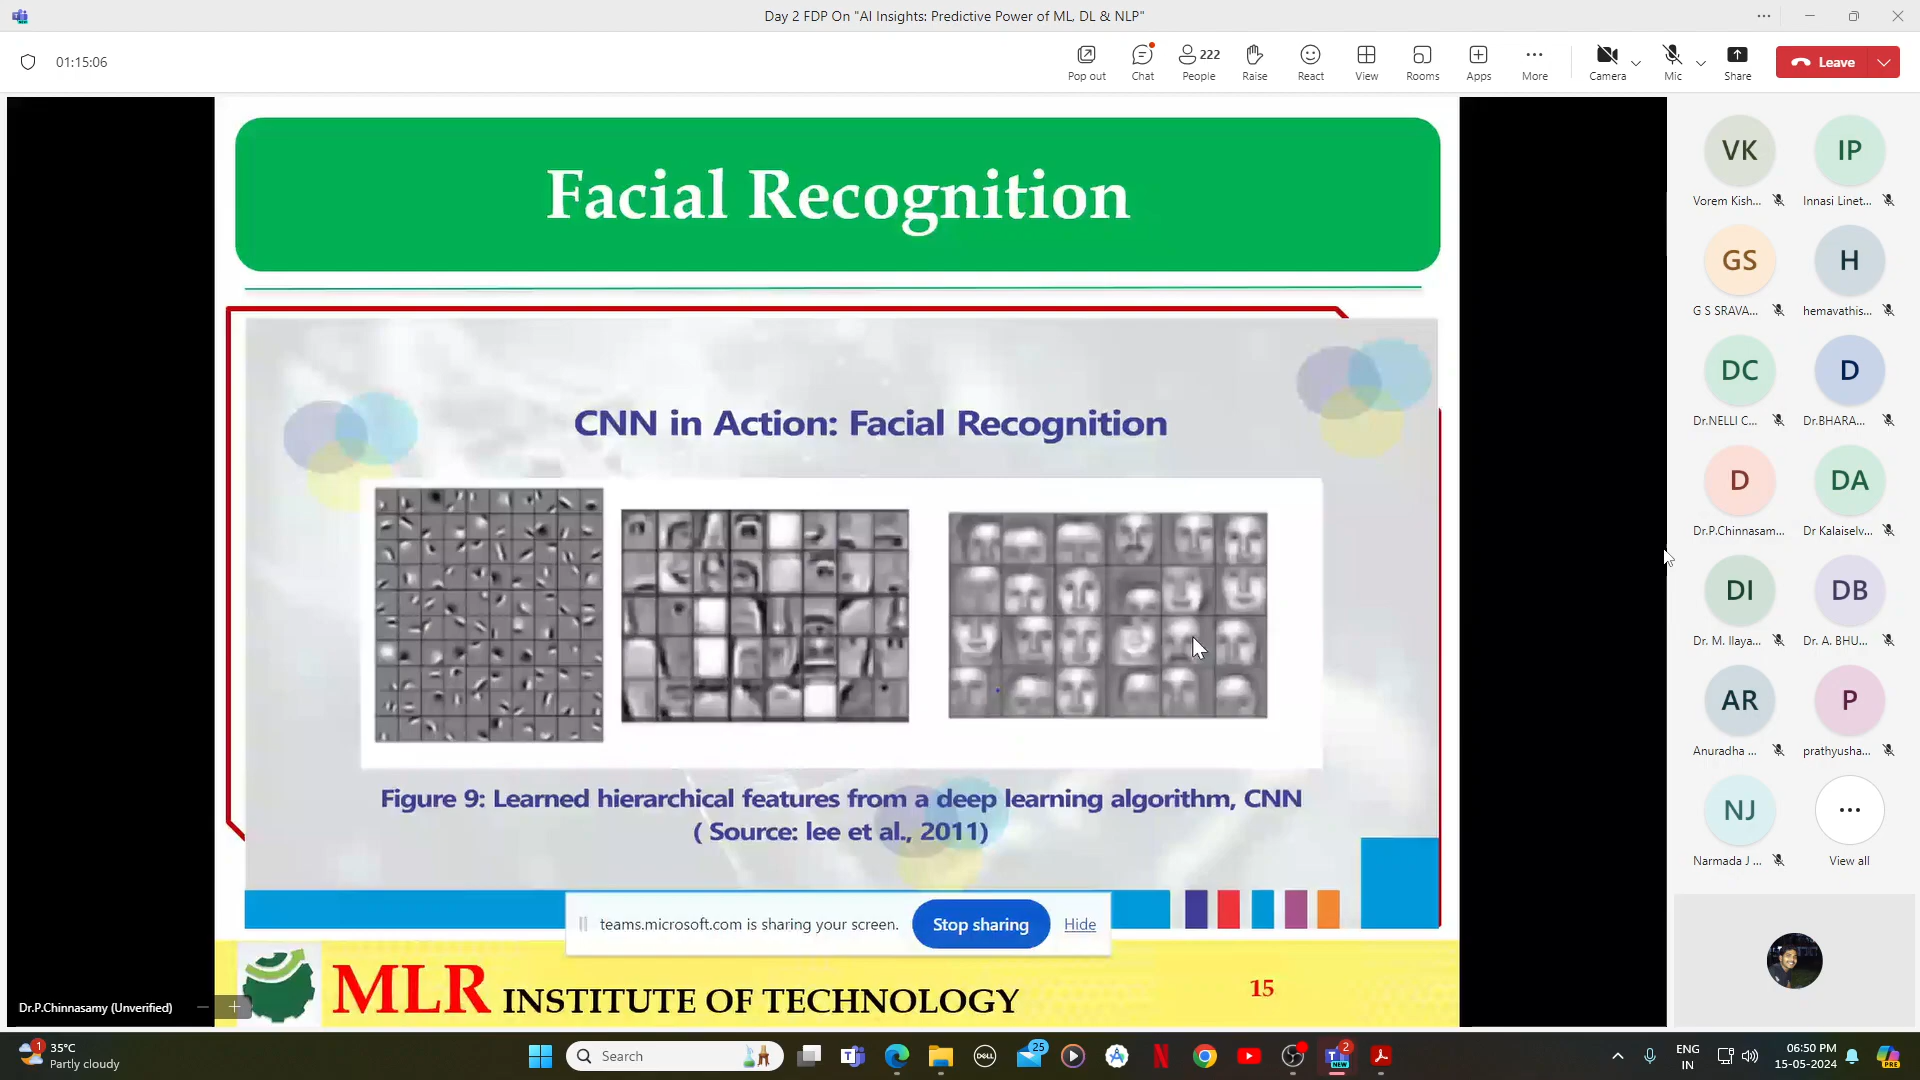 Day 2 FDP On "AI Insights: Predictive Power of ML, DL & NLP"
01:15:06
Pop out
Chat
222
People
Raise
React
View
Rooms
Apps
More
Camera
Mic
Share
Leave
Facial Recognition
CNN in Action: Facial Recognition
Figure 9: Learned hierarchical features from a deep learning algorithm, CNN
( Source: lee et al., 2011)
teams.microsoft.com is sharing your screen.
Stop sharing
Hide
MLR INSTITUTE OF TECHNOLOGY
15
Dr.P.Chinnasamy (Unverified)
VK
IP
Vorem Kish...
Innasi Linet...
GS
H
G S SRAVA...
hemavathis...
DC
D
Dr.NELLI C...
Dr.BHARA...
D
DA
Dr.P.Chinnasam...
Dr Kalaiselv...
DI
DB
Dr. M. Ilaya...
Dr. A. BHU...
AR
P
Anuradha ...
prathyusha...
NJ
Narmada J ...
View all
1
35°C
Partly cloudy
Search
DELL
25
NEW
2
ENG
IN
06:50 PM
15-05-2024
PRE